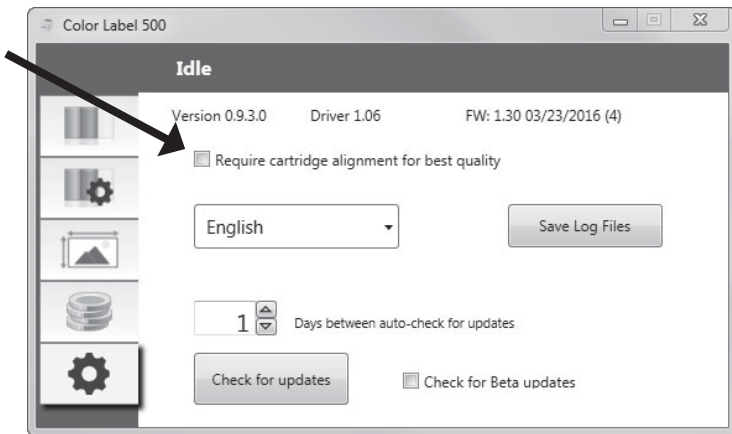 Color Label 500
Idle
Version 0.9.3.0 Driver 1.06 FW: 1.30 03/23/2016 (4)
Require cartridge alignment for best quality
English Save Log Files
1 Days between auto-check for updates
Check for updates Check for Beta updates